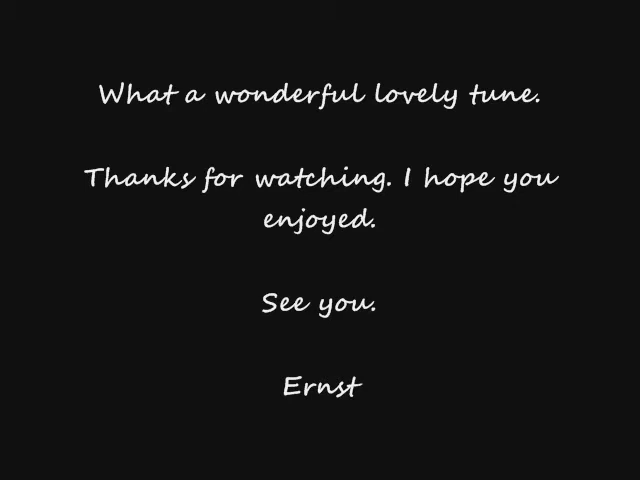 What a wonderful lovely tune.
Thanks for watching. I hope you
enjoyed.
See you.
Ernst